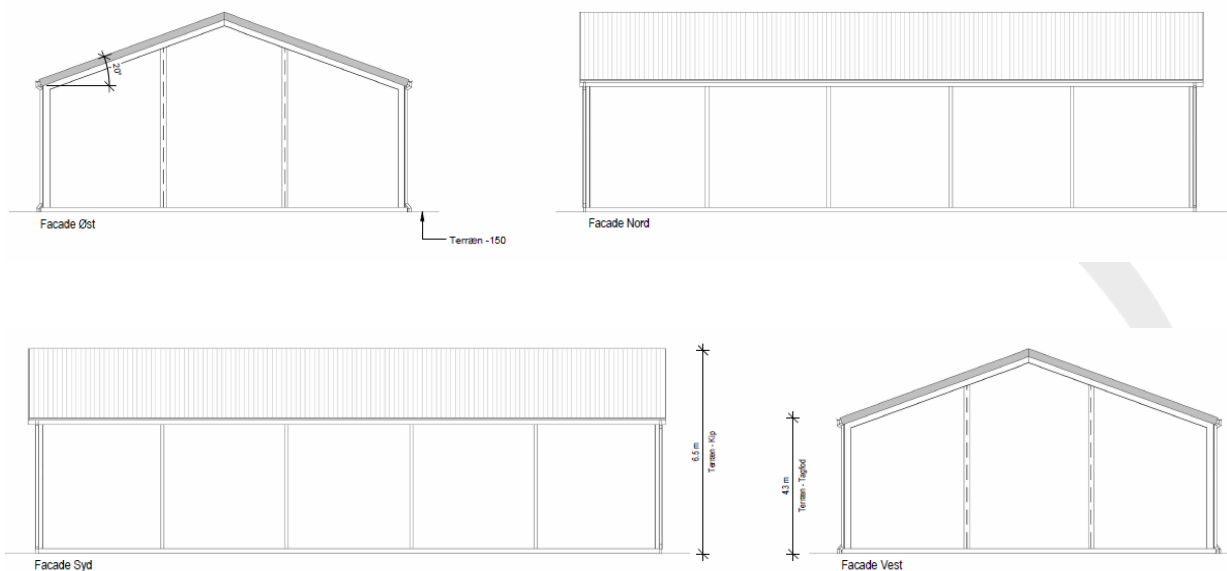 20°
Facade Øst
Terræn -150
Facade Nord
6.5 m
Terræn - Kip
4.3 m
Terræn - Tagfod
Facade Syd
Facade Vest